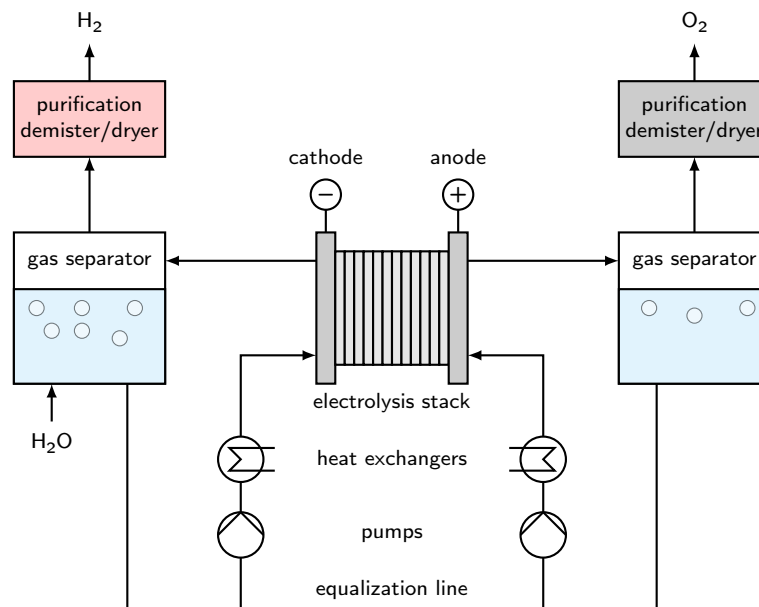 H₂
O₂
purification
demister/dryer
purification
demister/dryer
cathode
anode
−
+
gas separator
gas separator
electrolysis stack
H₂O
heat exchangers
pumps
equalization line